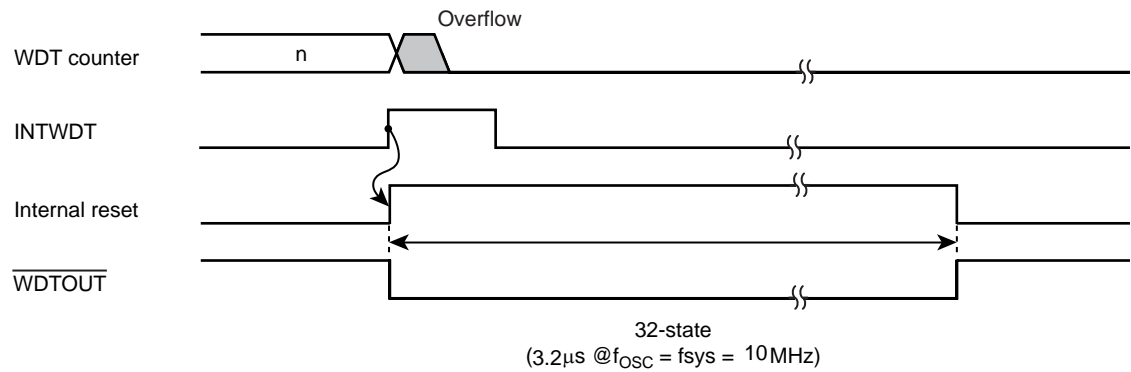 Overflow
WDT counter
n
INTWDT
Internal reset
WDTOUT
32-state
(3.2μs @fOSC = fsys = 10MHz)